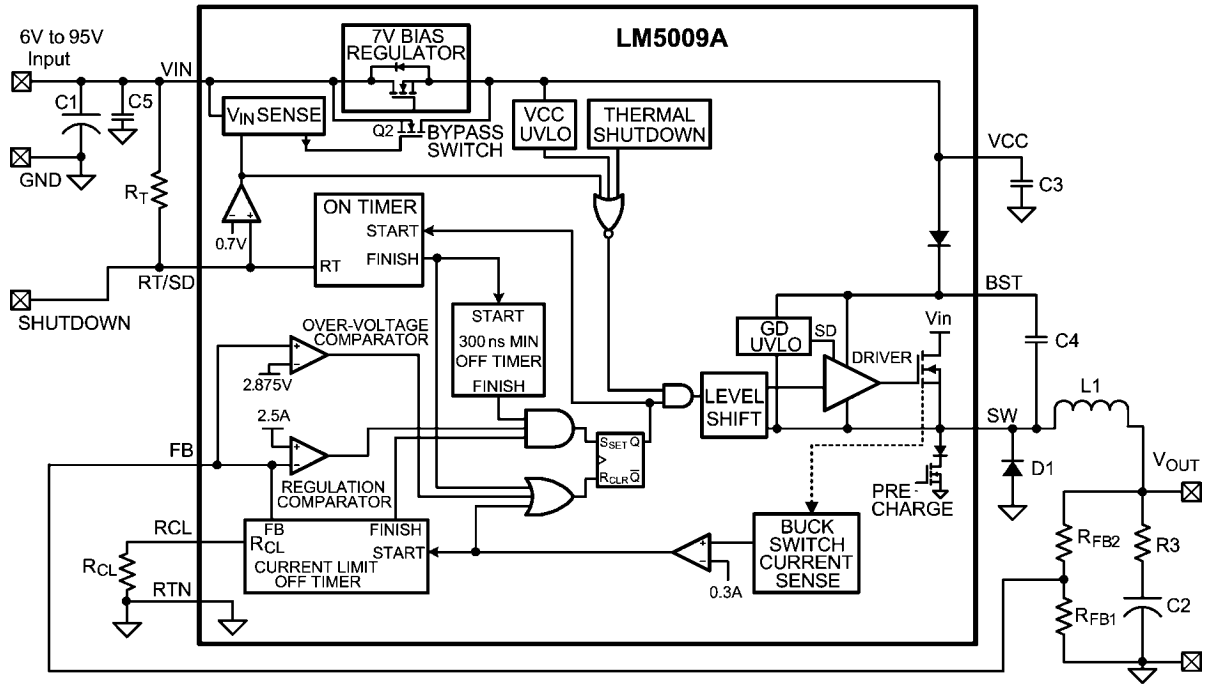 LM5009A
6V to 95V
Input
VIN
C1
C5
GND
RT
7V BIAS
REGULATOR
VIN SENSE
Q2
BYPASS
SWITCH
VCC
UVLO
THERMAL
SHUTDOWN
VCC
C3
0.7V
ON TIMER
START
FINISH
RT
RT/SD
SHUTDOWN
START
300 ns MIN
OFF TIMER
FINISH
OVER-VOLTAGE
COMPARATOR
2.875V
2.5A
FB
REGULATION
COMPARATOR
SSET Q
RCLR Q̅
LEVEL
SHIFT
GD
UVLO
SD
DRIVER
Vin
BST
C4
SW
L1
D1
VOUT
PRE -
CHARGE
RCL
RCL
RTN
FB
FINISH
RCL
START
CURRENT LIMIT
OFF TIMER
0.3A
BUCK
SWITCH
CURRENT
SENSE
RFB2
R3
RFB1
C2
+
−
+
−
+
−
+
−